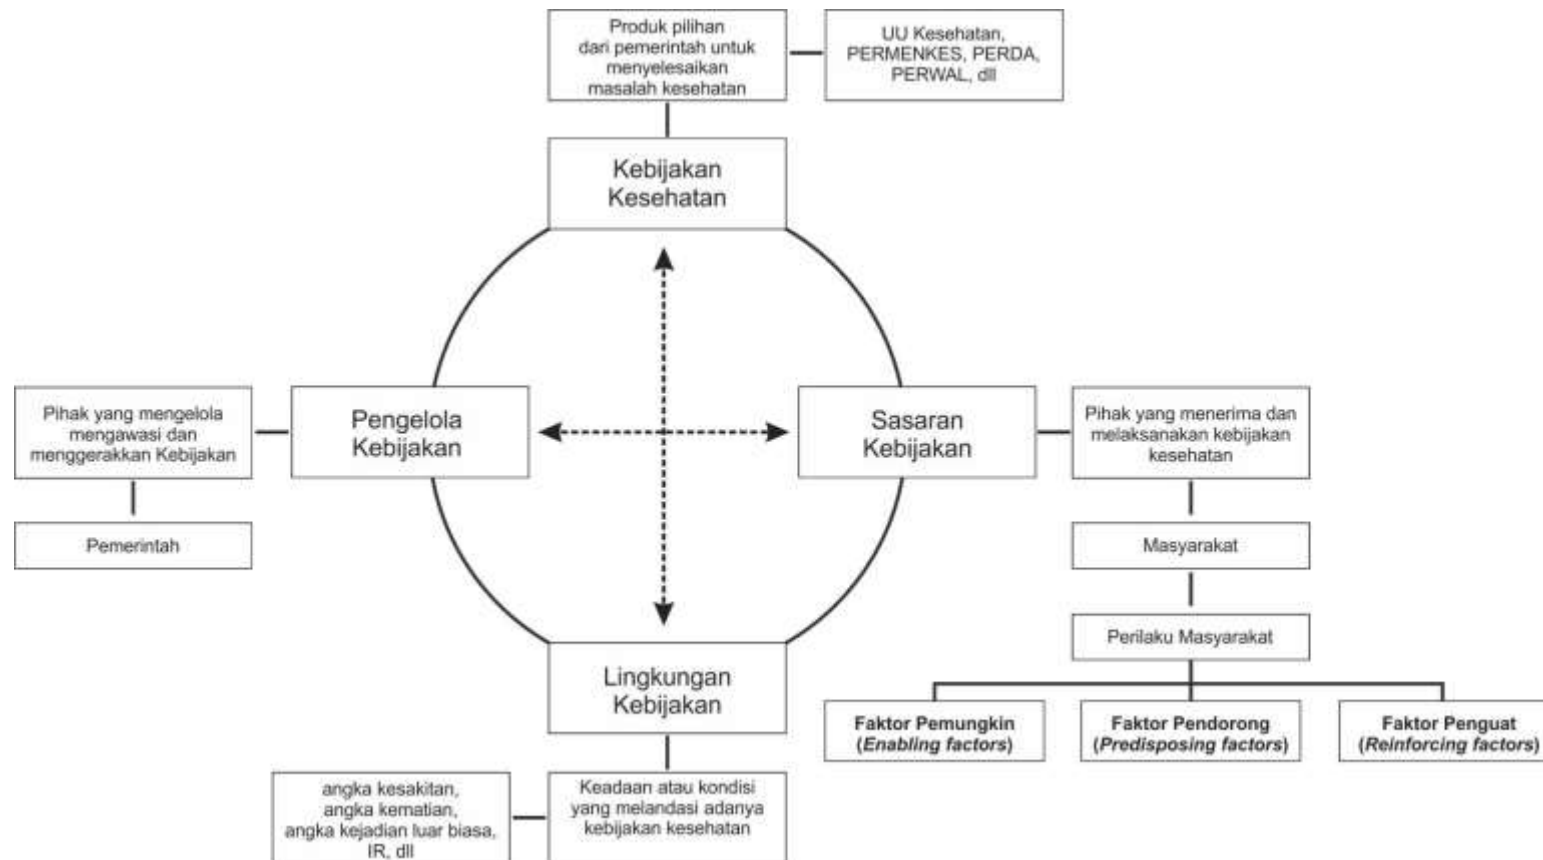 Produk pilihan
dari pemerintah untuk
menyelesaikan
masalah kesehatan
UU Kesehatan,
PERMENKES, PERDA,
PERWAL, dll
Kebijakan
Kesehatan
Pihak yang mengelola
mengawasi dan
menggerakkan Kebijakan
Pemerintah
Pengelola
Kebijakan
Sasaran
Kebijakan
Pihak yang menerima dan
melaksanakan kebijakan
kesehatan
Masyarakat
Perilaku Masyarakat
Faktor Pemungkin
(Enabling factors)
Faktor Pendorong
(Predisposing factors)
Faktor Penguat
(Reinforcing factors)
Lingkungan
Kebijakan
angka kesakitan,
angka kematian,
angka kejadian luar biasa,
IR, dll
Keadaan atau kondisi
yang melandasi adanya
kebijakan kesehatan